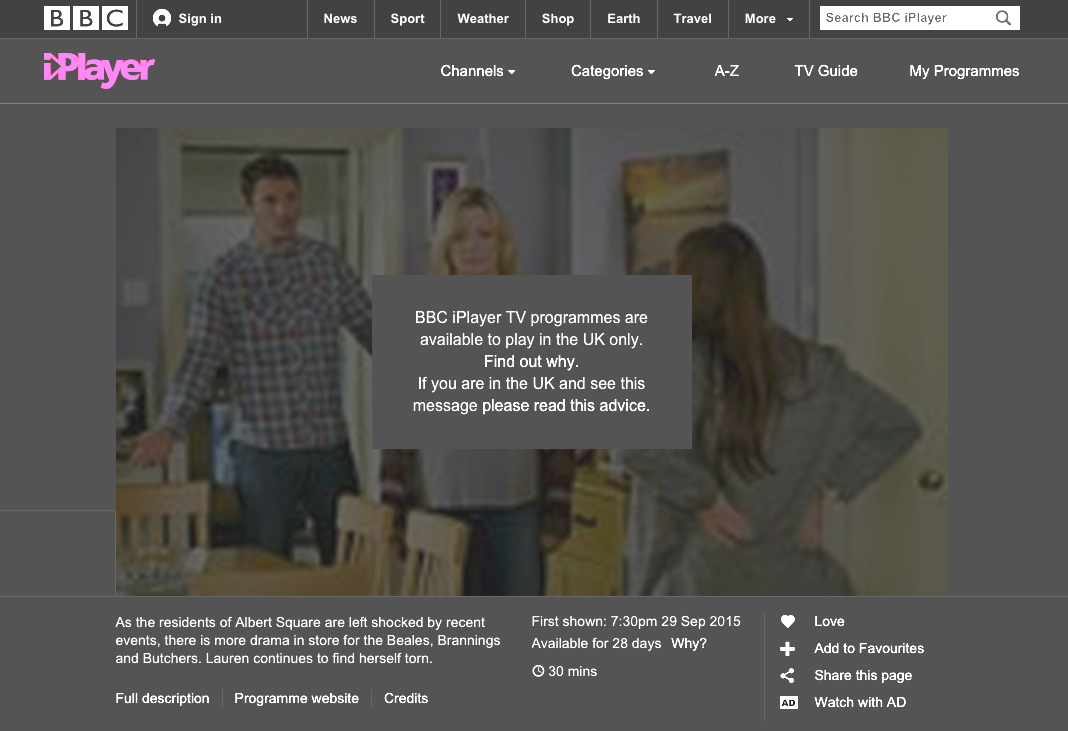 BBC Sign in News Sport Weather Shop Earth Travel More Search BBC iPlayer
iPlayer Channels Categories A-Z TV Guide My Programmes
BBC iPlayer TV programmes are
available to play in the UK only.
Find out why.
If you are in the UK and see this
message please read this advice.
As the residents of Albert Square are left shocked by recent
events, there is more drama in store for the Beales, Brannings
and Butchers. Lauren continues to find herself torn.
Full description Programme website Credits
First shown: 7:30pm 29 Sep 2015
Available for 28 days Why?
30 mins
Love
Add to Favourites
Share this page
AD Watch with AD